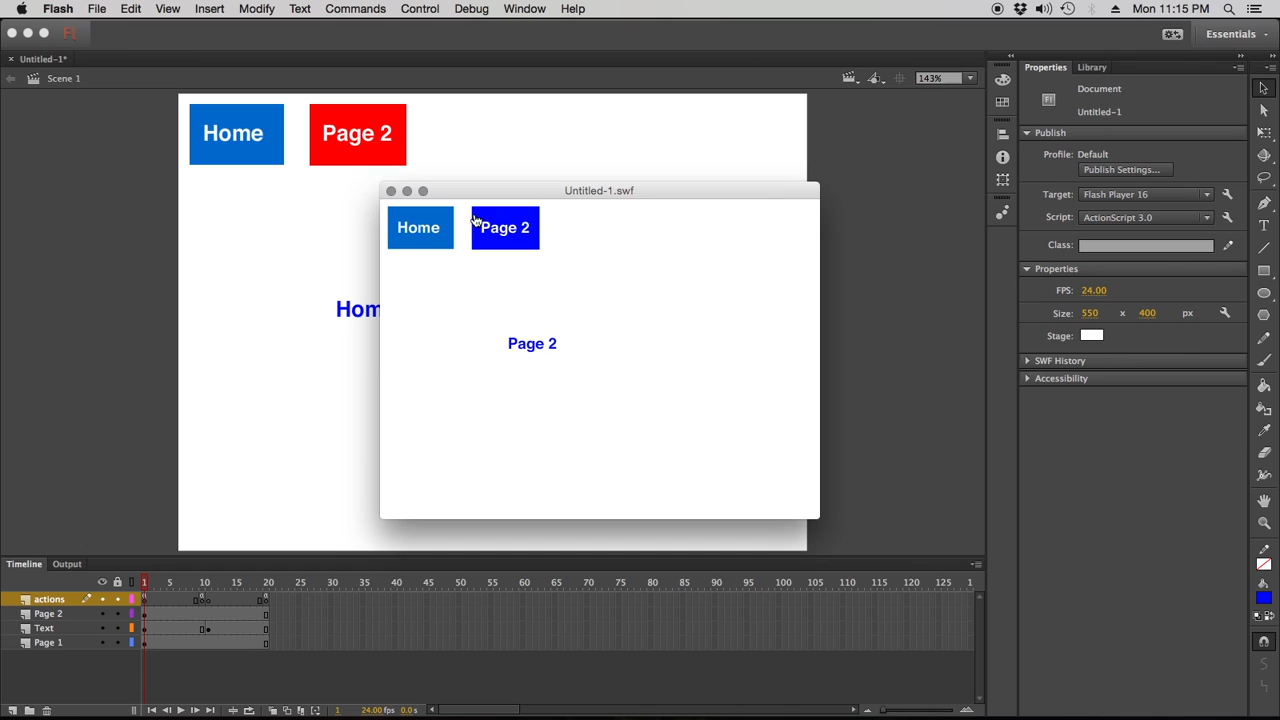 Flash File Edit View Insert Modify Text Commands Control Debug Window Help Mon 11:15 PM
Fl Essentials
× Untitled-1*
Scene 1 143%
Properties Library
Home Page 2
Fl Document
Untitled-1
Publish
Profile: Default
Publish Settings...
Target: Flash Player 16
Script: ActionScript 3.0
Class:
Properties
FPS: 24.00
Size: 550 x 400 px
Stage:
SWF History
Accessibility
Untitled-1.swf
Home Page 2
Hom
Page 2
Timeline Output
1 5 10 15 20 25 30 35 40 45 50 55 60 65 70 75 80 85 90 95 100 105 110 115 120 125 1
actions
Page 2
Text
Page 1
1 24.00 fps 0.0 s